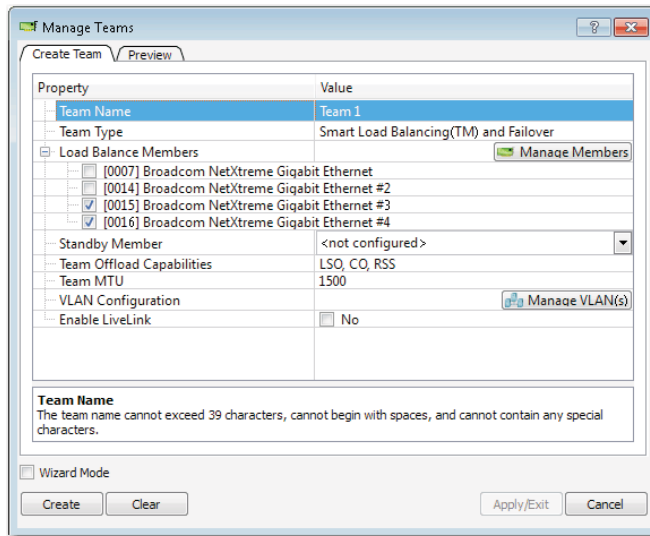 Manage Teams
Create Team Preview
Property Value
Team Name Team 1
Team Type Smart Load Balancing(TM) and Failover
Load Balance Members Manage Members
[0007] Broadcom NetXtreme Gigabit Ethernet
[0014] Broadcom NetXtreme Gigabit Ethernet #2
[0015] Broadcom NetXtreme Gigabit Ethernet #3
[0016] Broadcom NetXtreme Gigabit Ethernet #4
Standby Member <not configured>
Team Offload Capabilities LSO, CO, RSS
Team MTU 1500
VLAN Configuration Manage VLAN(s)
Enable LiveLink No
Team Name
The team name cannot exceed 39 characters, cannot begin with spaces, and cannot contain any special
characters.
Wizard Mode
Create Clear Apply/Exit Cancel